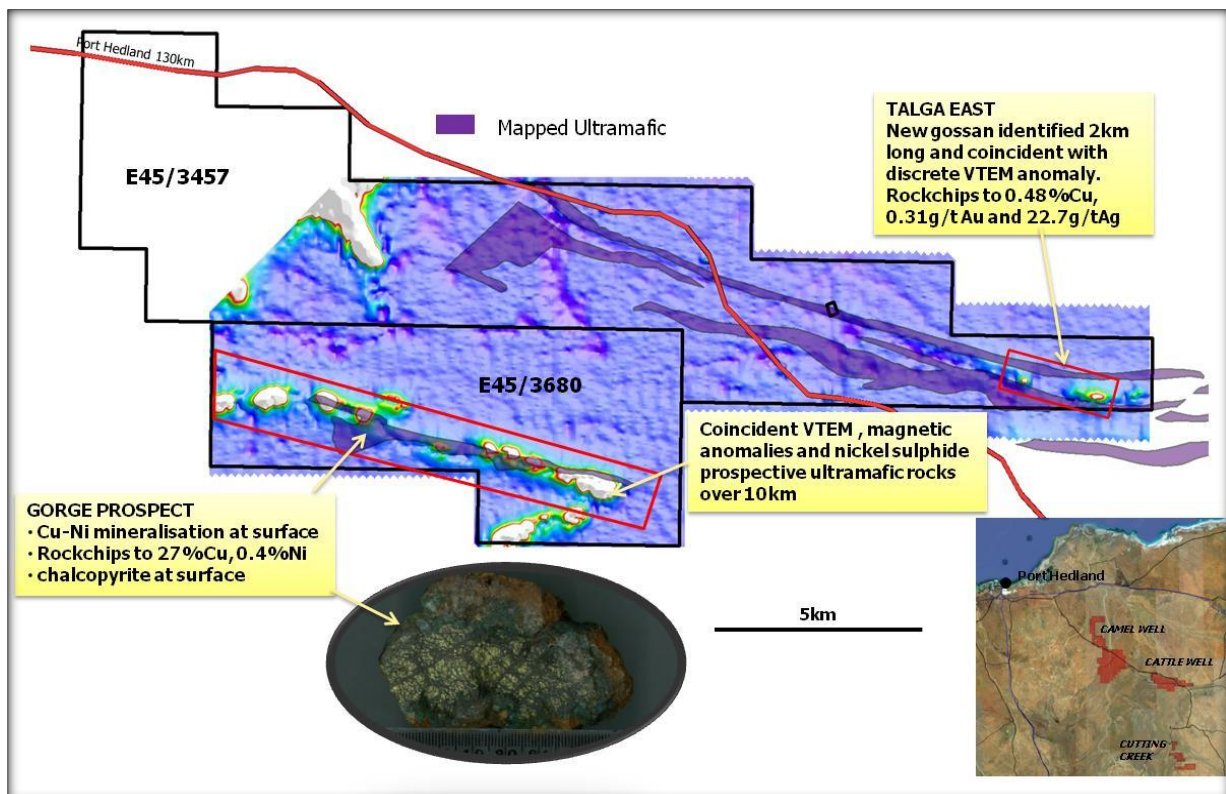 Port Hedland 130km
Mapped Ultramafic
TALGA EAST
New gossan identified 2km
long and coincident with
discrete VTEM anomaly.
Rockchips to 0.48%Cu,
0.31g/t Au and 22.7g/tAg
E45/3457
E45/3680
Coincident VTEM , magnetic
anomalies and nickel sulphide
prospective ultramafic rocks
over 10km
GORGE PROSPECT
· Cu-Ni mineralisation at surface
· Rockchips to 27%Cu, 0.4%Ni
· chalcopyrite at surface
5km
Port Hedland
CAMEL WELL
CATTLE WELL
CUTTING
CREEK